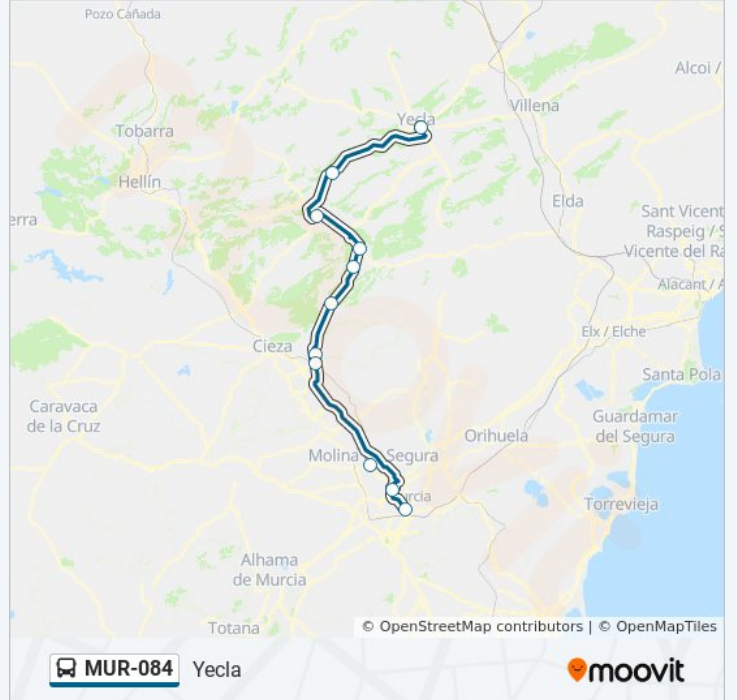 Pozo Cañada
Alcoi /
Villena
Yecla
Tobarra
Hellín
Elda
erra
Sant Vicent
Raspeig / S
Vicente del Ra
Alacant / A
Elx / Elche
Cieza
Santa Pola
Caravaca
de la Cruz
Guardamar
del Segura
Orihuela
Molina Segura
urcia
Torrevieja
Alhama
de Murcia
Totana
© OpenStreetMap contributors | © OpenMapTiles
MUR-084 Yecla
moovit